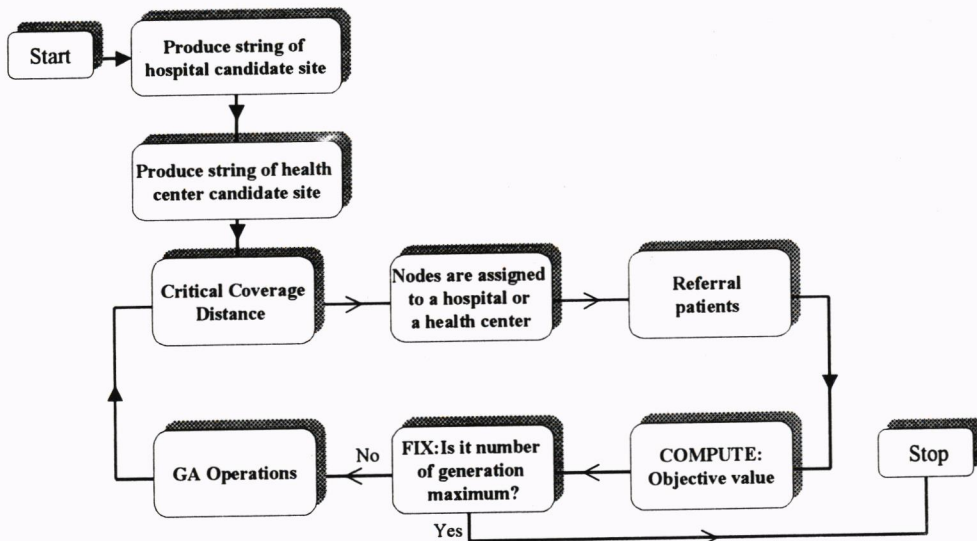 Start
Produce string of
hospital candidate site
Produce string of health
center candidate site
Critical Coverage
Distance
Nodes are assigned
to a hospital or
a health center
Referral
patients
GA Operations
No
FIX:Is it number
of generation
maximum?
COMPUTE:
Objective value
Stop
Yes